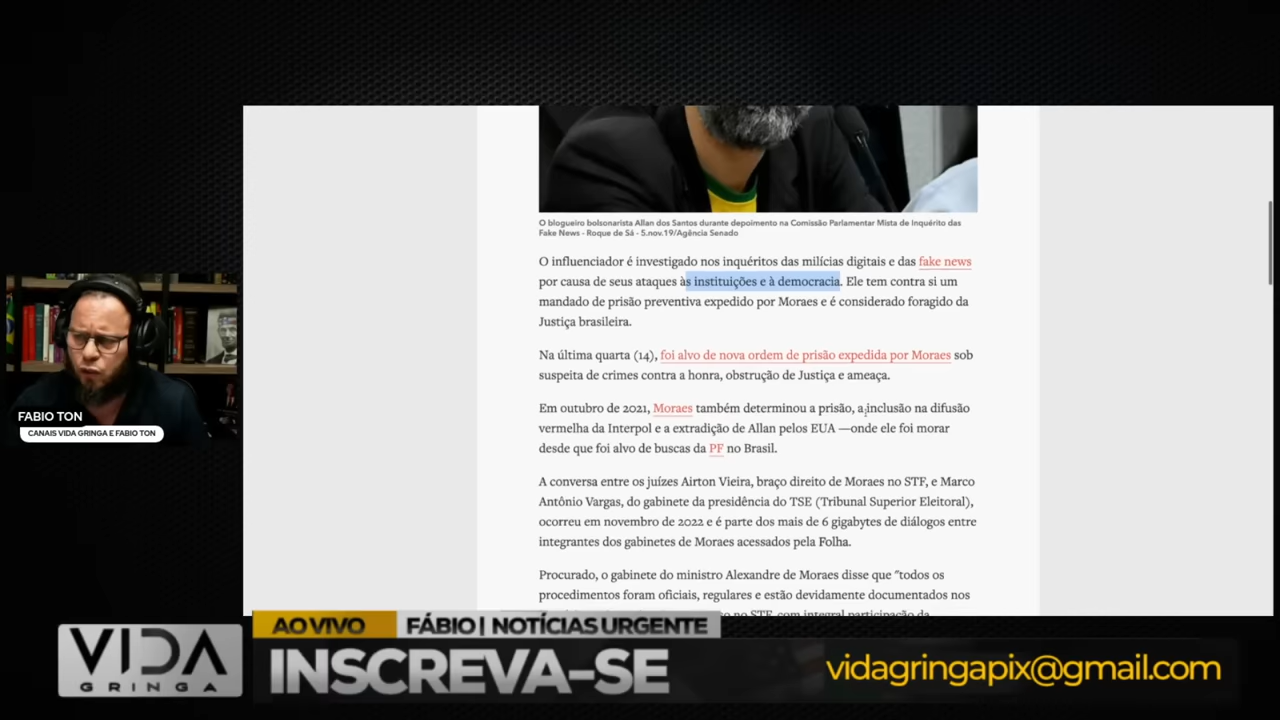 O blogueiro bolsonarista Allan dos Santos durante depoimento na Comissão Parlamentar Mista de Inquérito das
Fake News - Roque de Sá - 5.nov.19/Agência Senado
O influenciador é investigado nos inquéritos das milícias digitais e das fake news
por causa de seus ataques às instituições e à democracia. Ele tem contra si um
mandado de prisão preventiva expedido por Moraes e é considerado foragido da
Justiça brasileira.
Na última quarta (14), foi alvo de nova ordem de prisão expedida por Moraes sob
suspeita de crimes contra a honra, obstrução de Justiça e ameaça.
Em outubro de 2021, Moraes também determinou a prisão, a inclusão na difusão
vermelha da Interpol e a extradição de Allan pelos EUA —onde ele foi morar
desde que foi alvo de buscas da PF no Brasil.
A conversa entre os juízes Airton Vieira, braço direito de Moraes no STF, e Marco
Antônio Vargas, do gabinete da presidência do TSE (Tribunal Superior Eleitoral),
ocorreu em novembro de 2022 e é parte dos mais de 6 gigabytes de diálogos entre
integrantes dos gabinetes de Moraes acessados pela Folha.
Procurado, o gabinete do ministro Alexandre de Moraes disse que "todos os
procedimentos foram oficiais, regulares e estão devidamente documentados nos
no STF, com integral participação da
FABIO TON
CANAIS VIDA GRINGA E FABIO TON
AO VIVO FÁBIO | NOTÍCIAS URGENTE
VIDA
GRINGA
INSCREVA-SE
vidagringapix@gmail.com